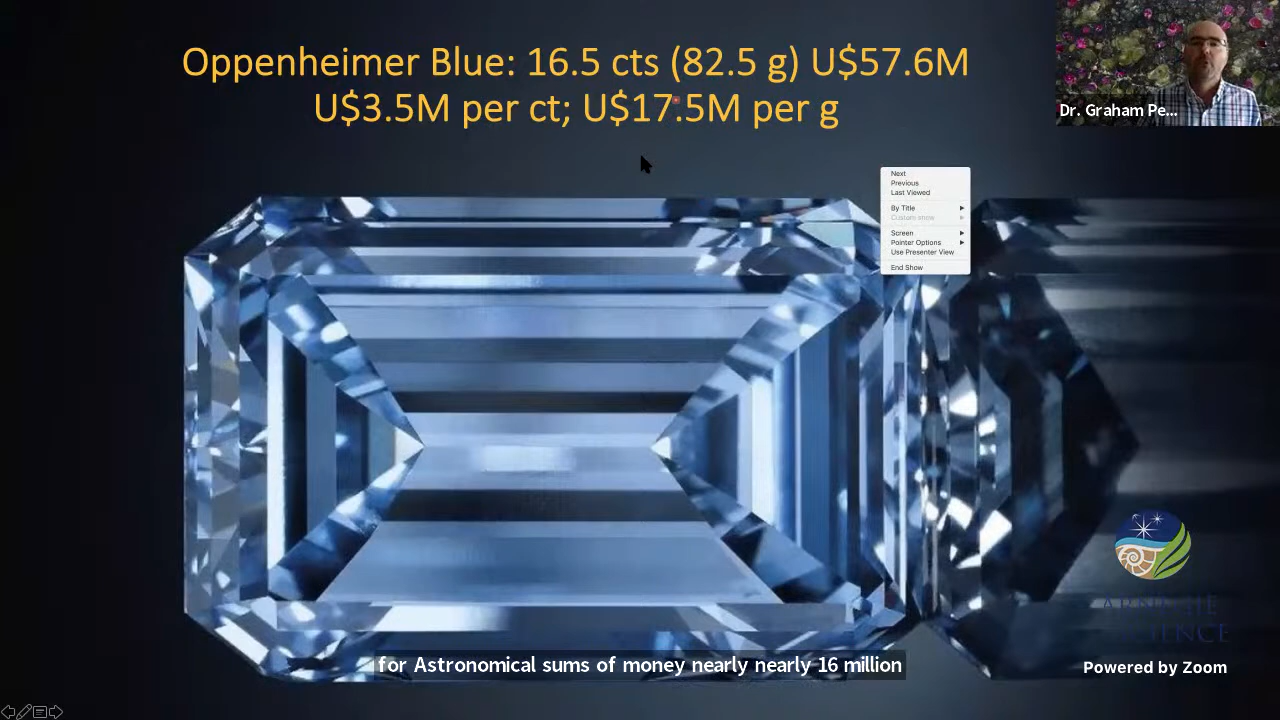 Oppenheimer Blue: 16.5 cts (82.5 g) U$57.6M
U$3.5M per ct; U$17.5M per g
Dr. Graham Pe...
Next
Previous
Last Viewed
By Title
Custom show
Screen
Pointer Options
Use Presenter View
End Show
for Astronomical sums of money nearly nearly 16 million
Powered by Zoom